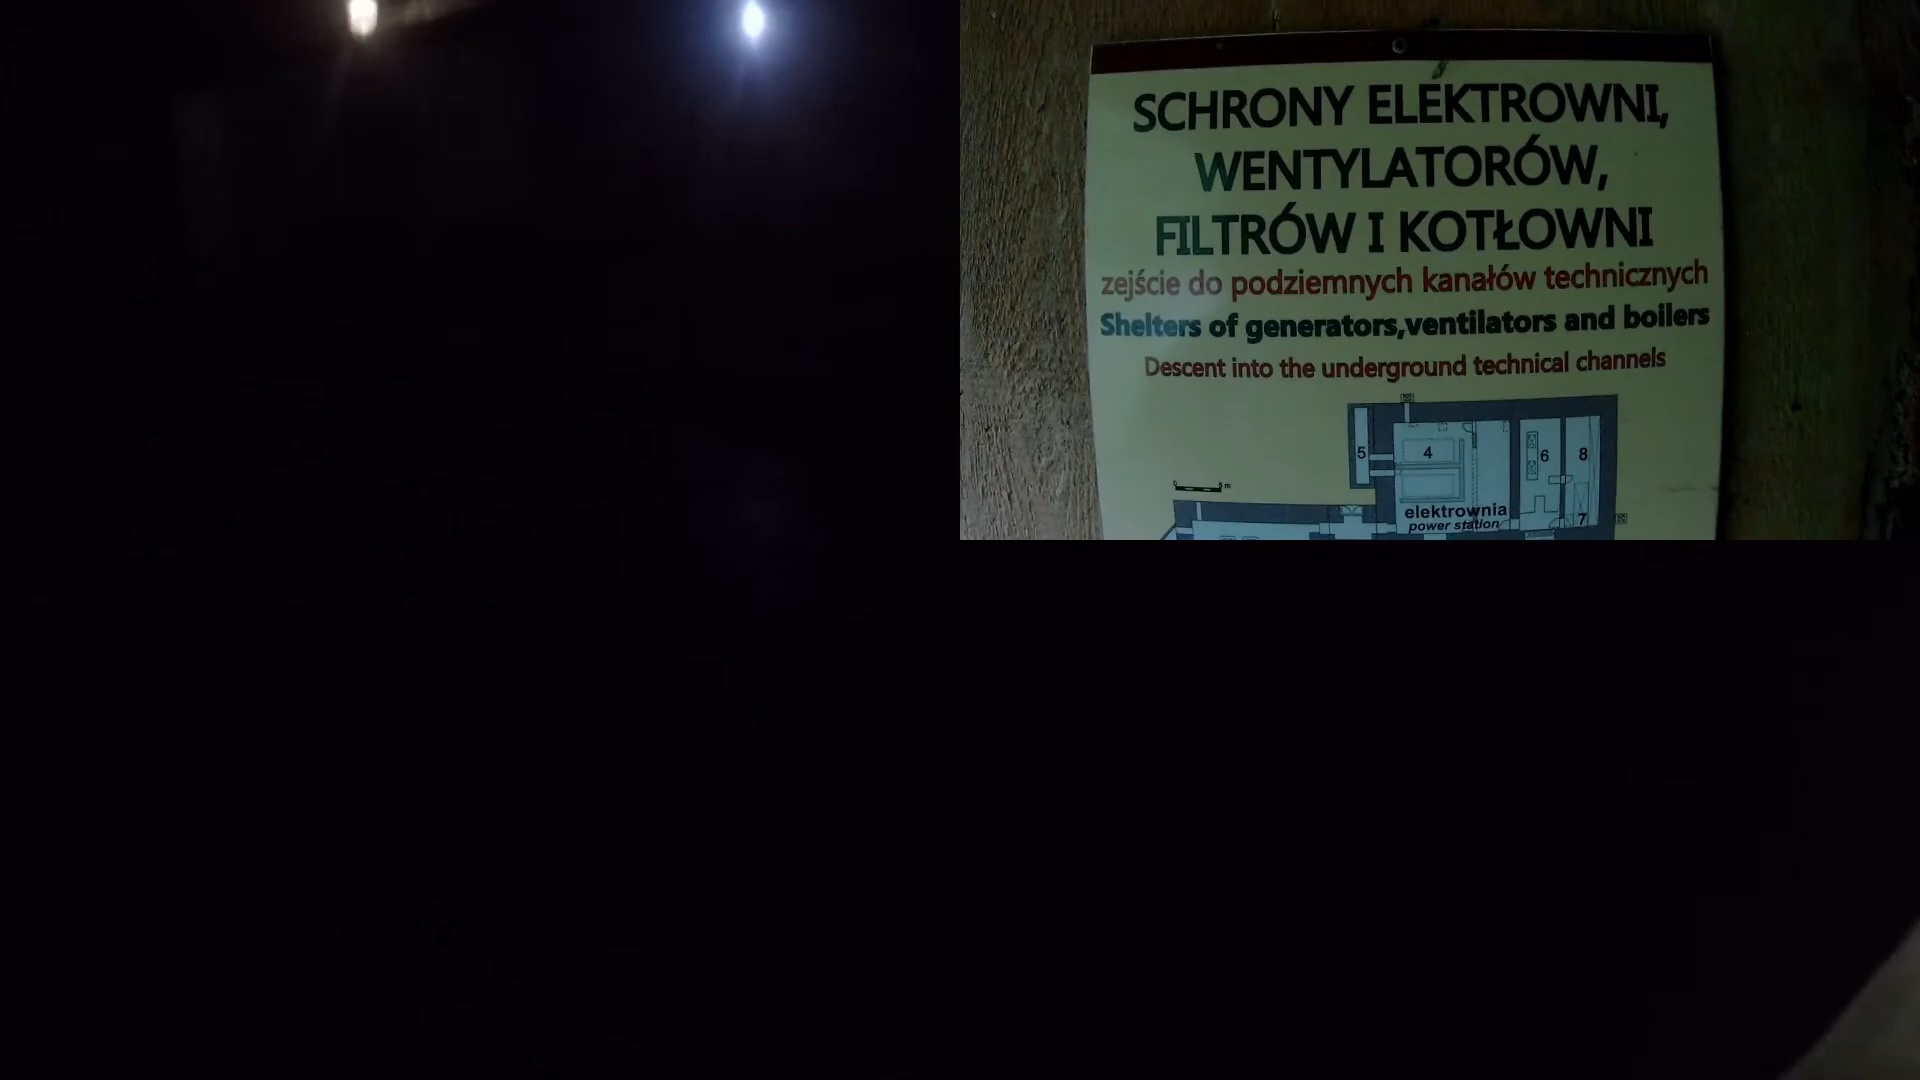 SCHRONY ELEKTROWNI,
WENTYLATORÓW,
FILTRÓW I KOTŁOWNI
zejście do podziemnych kanałów technicznych
Shelters of generators,ventilators and boilers
Descent into the underground technical channels
5 4 6 8
elektrownia
power station
7